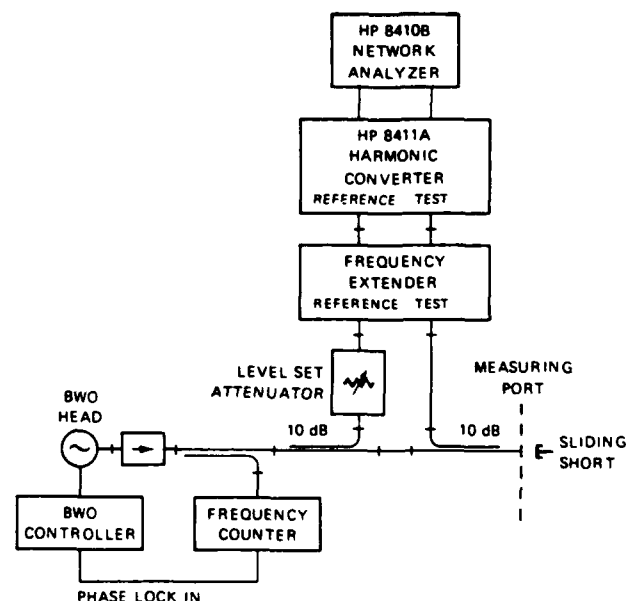 HP 8410B
NETWORK
ANALYZER
HP 8411A
HARMONIC
CONVERTER
REFERENCE TEST
FREQUENCY
EXTENDER
REFERENCE TEST
LEVEL SET
ATTENUATOR
MEASURING
PORT
BWO
HEAD
10 dB
10 dB
SLIDING
SHORT
BWO
CONTROLLER
FREQUENCY
COUNTER
PHASE LOCK IN